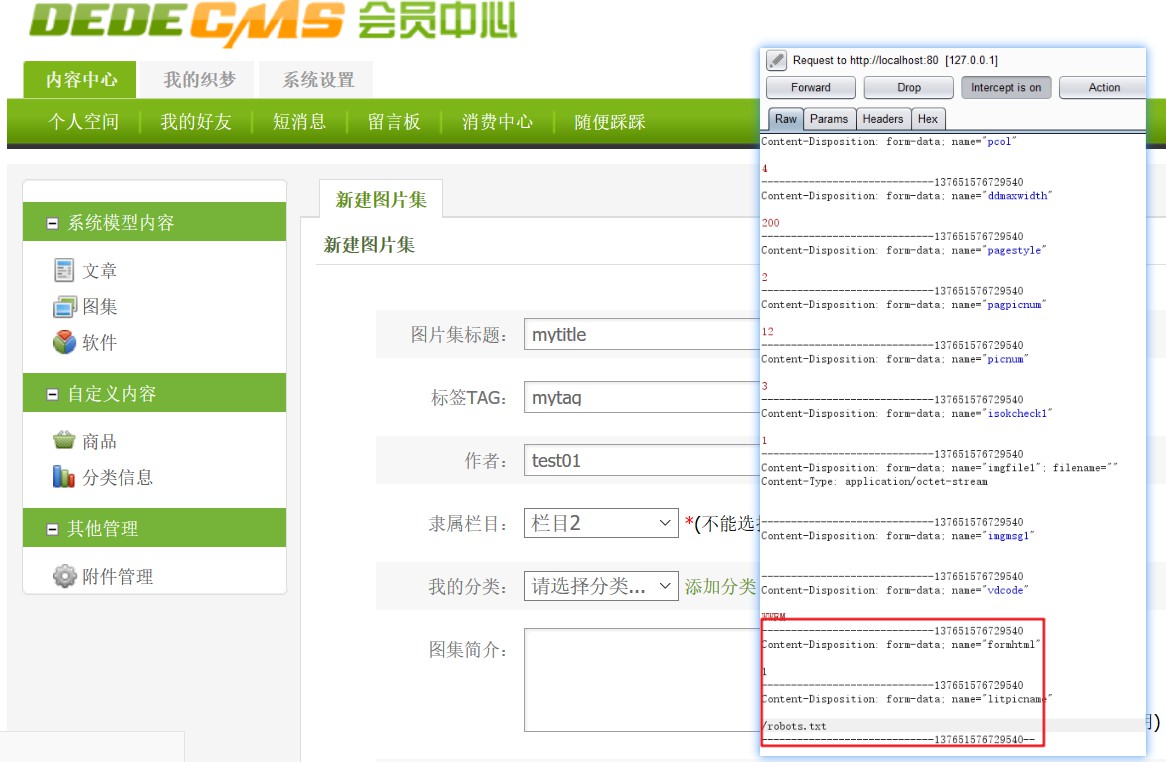 DEDECMS 会员中心
内容中心 我的织梦 系统设置
个人空间 我的好友 短消息 留言板 消费中心 随便踩踩
系统模型内容
文章
图集
软件
自定义内容
商品
分类信息
其他管理
附件管理
新建图片集
新建图片集
图片集标题： mytitle
标签TAG： mytag
作者： test01
隶属栏目： 栏目2 *(不能选
我的分类： 请选择分类... 添加分类
图集简介：
Request to http://localhost:80 [127.0.0.1]
Forward Drop Intercept is on Action
Raw Params Headers Hex
Content-Disposition: form-data; name="pcol"
4
-----------------------------137651576729540
Content-Disposition: form-data; name="ddmaxwidth"
200
-----------------------------137651576729540
Content-Disposition: form-data; name="pagestyle"
2
-----------------------------137651576729540
Content-Disposition: form-data; name="pagpicnum"
12
-----------------------------137651576729540
Content-Disposition: form-data; name="picnum"
3
-----------------------------137651576729540
Content-Disposition: form-data; name="isokcheck1"
1
-----------------------------137651576729540
Content-Disposition: form-data; name="imgfile1"; filename=""
Content-Type: application/octet-stream
-----------------------------137651576729540
Content-Disposition: form-data; name="imgmsg1"
-----------------------------137651576729540
Content-Disposition: form-data; name="vdcode"
-----------------------------137651576729540
Content-Disposition: form-data; name="formhtml"
1
-----------------------------137651576729540
Content-Disposition: form-data; name="litpicname"
/robots.txt
-----------------------------137651576729540--